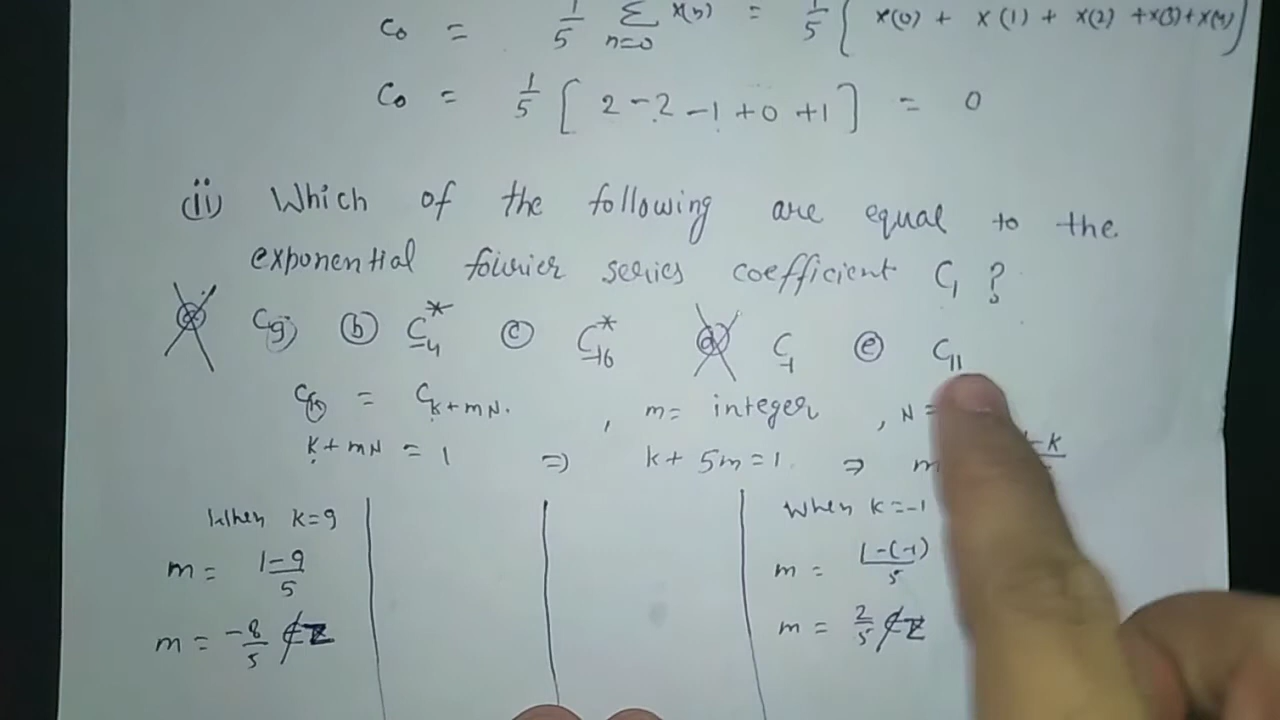 C₀ = 1/5 Σ n=0 x(n) = 1/5 [ x(0) + x(1) + x(2) + x(3) + x(4) ]
C₀ = 1/5 [ 2 - 2 - 1 + 0 + 1 ] = 0
(ii) Which of the following are equal to the
exponential fourier series coefficient C₁ ?
(a) C₉ (b) C₋₄* (c) C₋₁₆* (d) C₋₁ (e) C₁₁
Cₖ = Cₖ₊ₘN. , m = integer , N =
k + mN = 1 ⇒ k + 5m = 1. ⇒ m
When k = 9 When k = -1
m = 1-9/5 m = 1-(-1)/5
m = -8/5 ∉ Z m = 2/5 ∉ Z